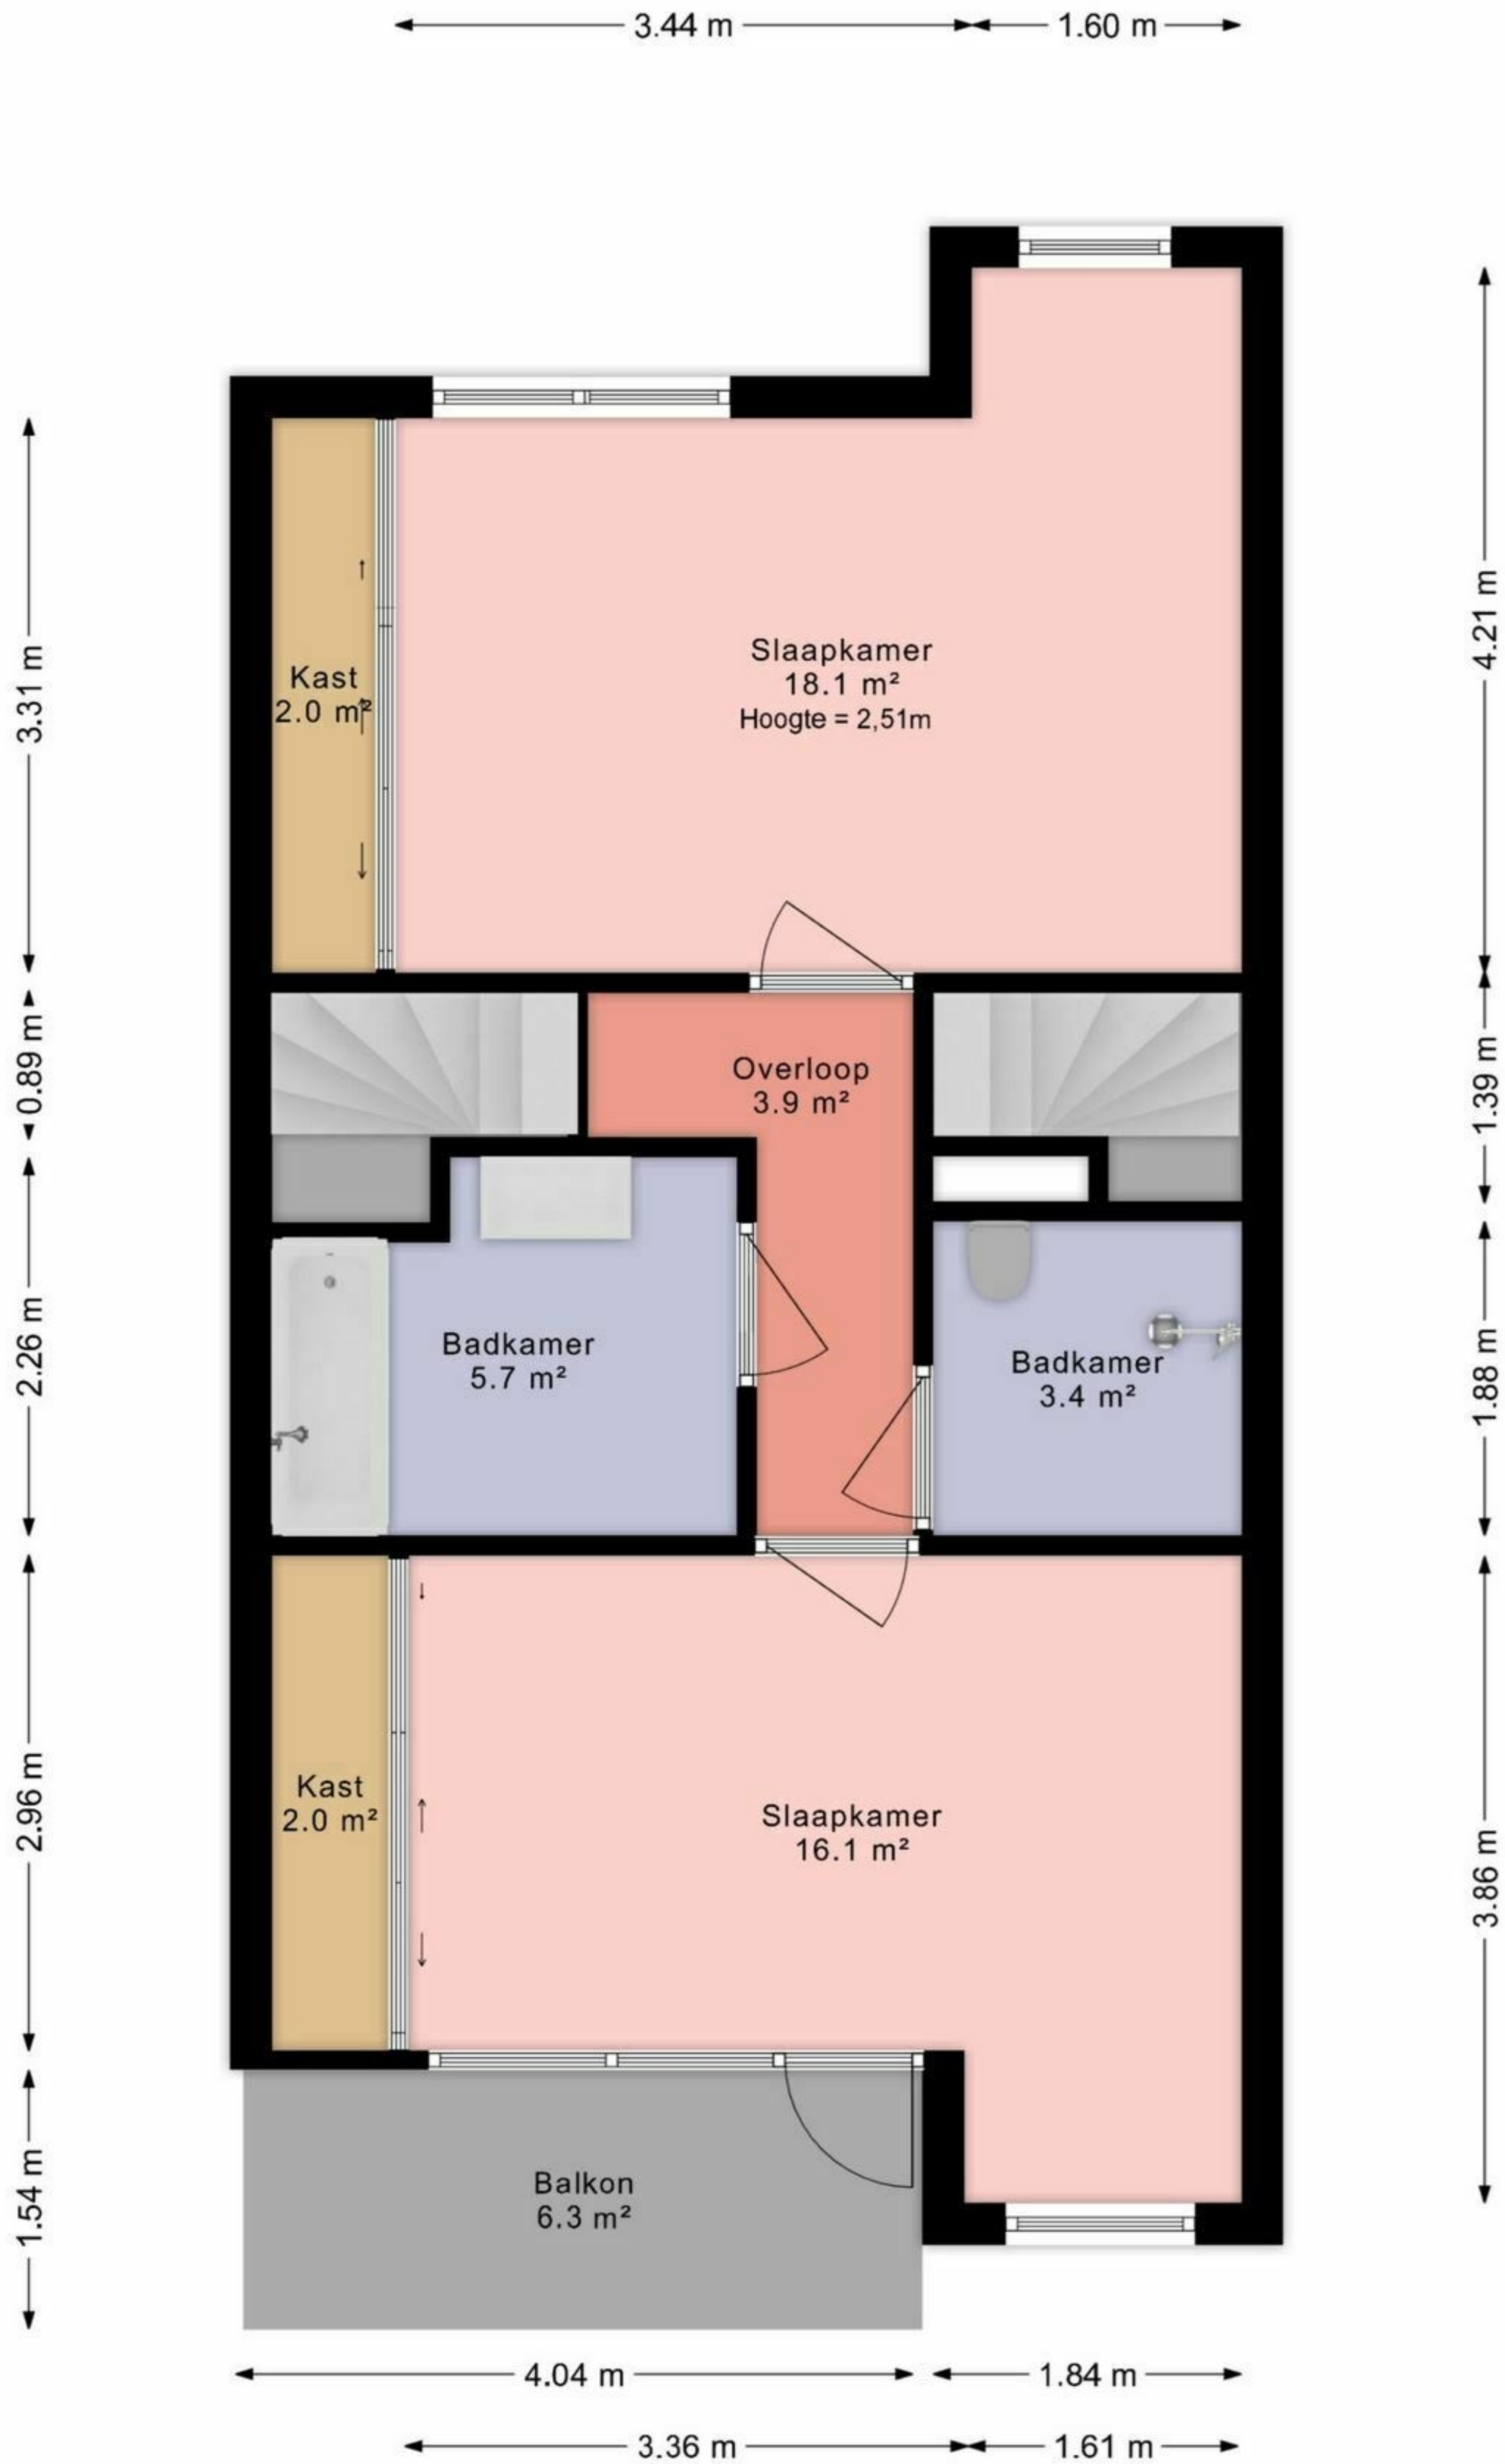 3.44 m
1.60 m
3.31 m
4.21 m
Kast
2.0 m²
Slaapkamer
18.1 m²
Hoogte = 2,51m
0.89 m
1.39 m
Overloop
3.9 m²
2.26 m
1.88 m
Badkamer
5.7 m²
Badkamer
3.4 m²
2.96 m
3.86 m
Kast
2.0 m²
Slaapkamer
16.1 m²
1.54 m
Balkon
6.3 m²
4.04 m
1.84 m
3.36 m
1.61 m